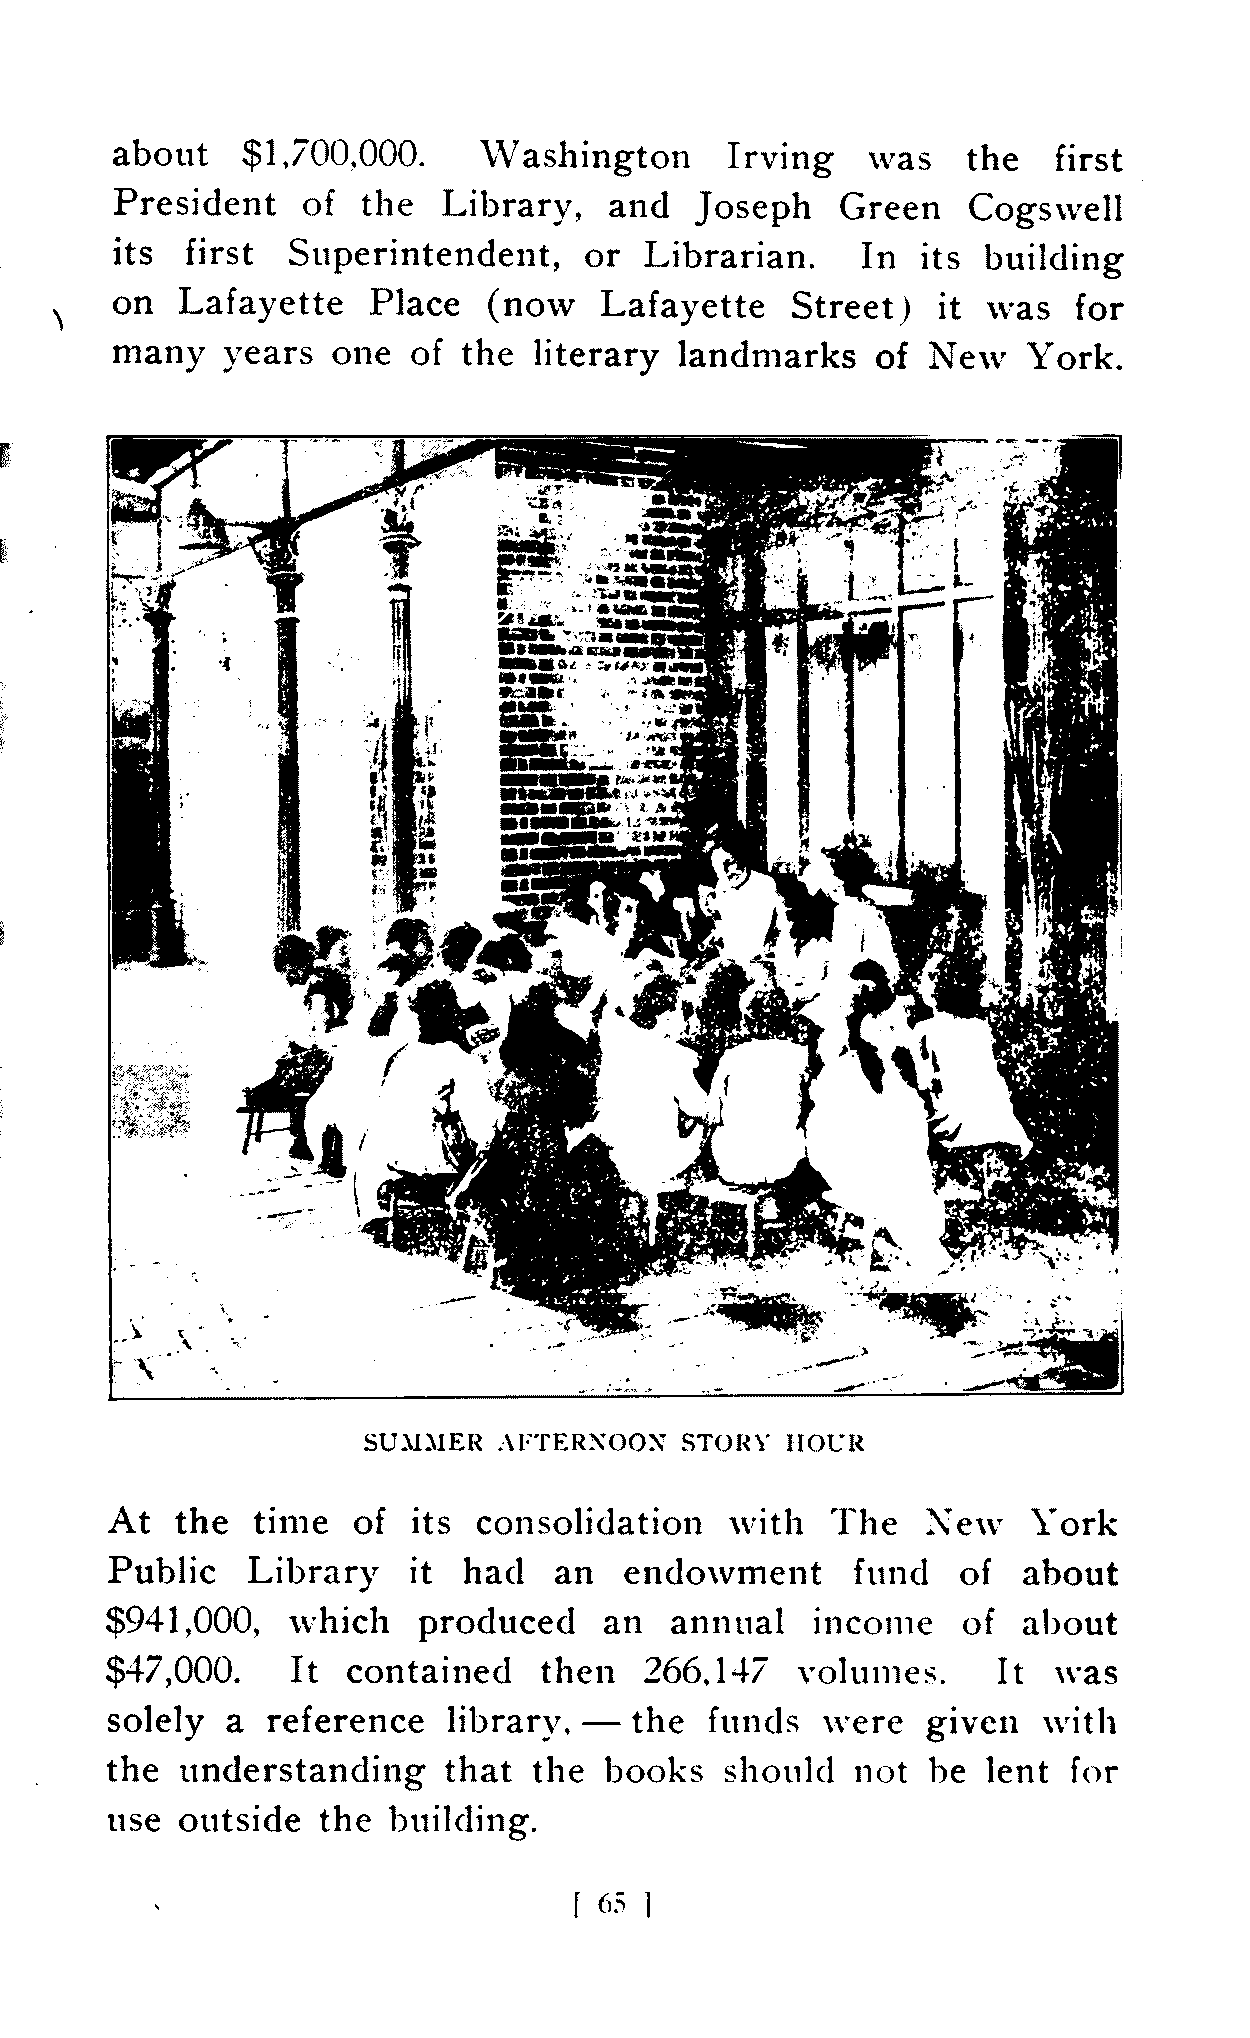 about $1,700,000. Washington Irving was the first
President of the Library, and Joseph Green Cogswell
its first Superintendent, or Librarian. In its building
on Lafayette Place (now Lafayette Street) it was for
many years one of the literary landmarks of New York.
SUMMER AFTERNOON STORY HOUR
At the time of its consolidation with The New York
Public Library it had an endowment fund of about
$941,000, which produced an annual income of about
$47,000. It contained then 266,147 volumes. It was
solely a reference library, — the funds were given with
the understanding that the books should not be lent for
use outside the building.
[ 65 ]